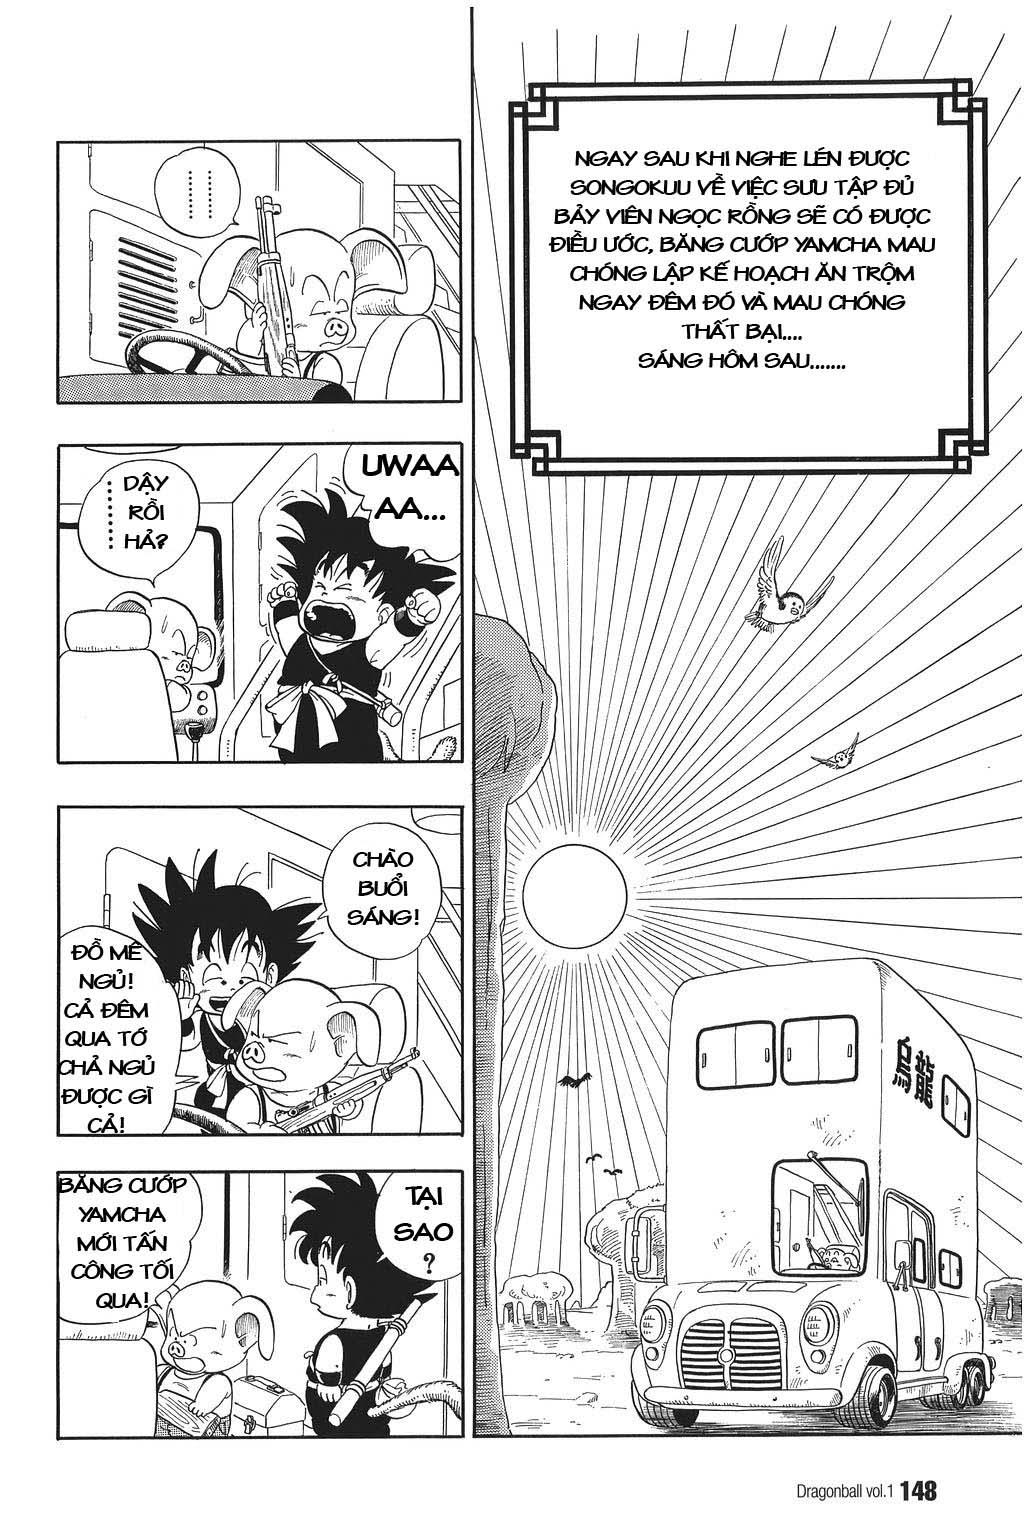 NGAY SAU KHI NGHE LÉN ĐƯỢC
SONGOKUU VỀ VIỆC SƯU TẬP ĐỦ
BẢY VIÊN NGỌC RỒNG SẼ CÓ ĐƯỢC
ĐIỀU ƯỚC, BĂNG CƯỚP YAMCHA MAU
CHÓNG LẬP KẾ HOẠCH ĂN TRỘM
NGAY ĐÊM ĐÓ VÀ MAU CHÓNG
THẤT BẠI....
SÁNG HÔM SAU.......
烏龍
............
UWAA
AA...
DẬY
RỒI
HẢ?
.........
CHÀO
BUỔI
SÁNG!
ĐỒ MÊ
NGỦ!
CẢ ĐÊM
QUA TỚ
CHẢ NGỦ
ĐƯỢC GÌ
CẢ!
TẠI
SAO
?
BĂNG CƯỚP
YAMCHA
MỚI TẤN
CÔNG TỐI
QUA!
Dragonball vol.1 148